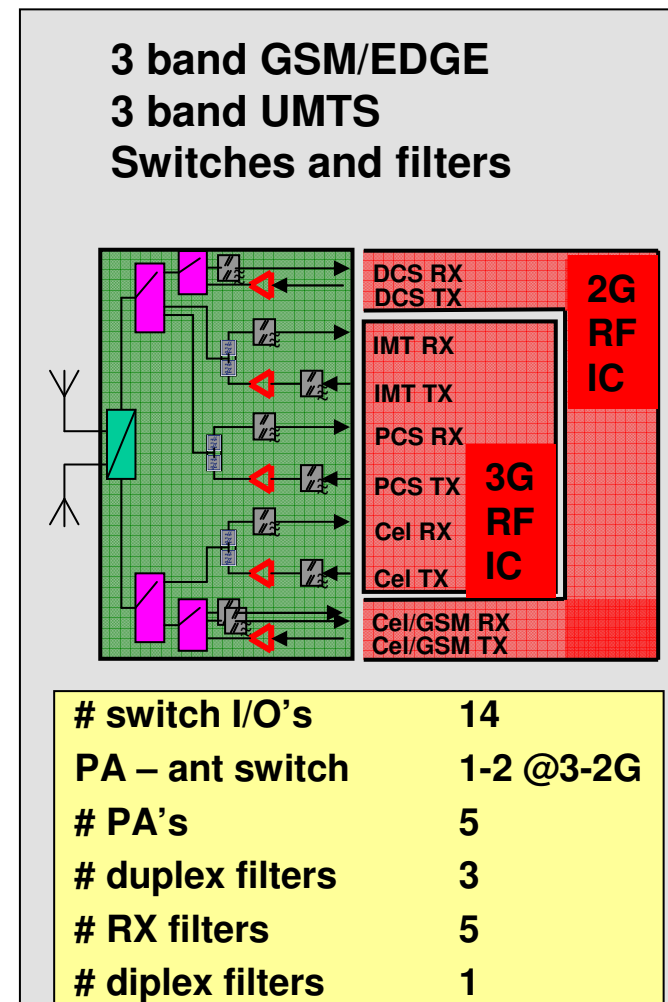 3 band GSM/EDGE
3 band UMTS
Switches and filters
DCS RX
DCS TX
2G
RF
IC
IMT RX
IMT TX
PCS RX
PCS TX
3G
RF
IC
Cel RX
Cel TX
Cel/GSM RX
Cel/GSM TX
# switch I/O's 14
PA – ant switch 1-2 @3-2G
# PA's 5
# duplex filters 3
# RX filters 5
# diplex filters 1